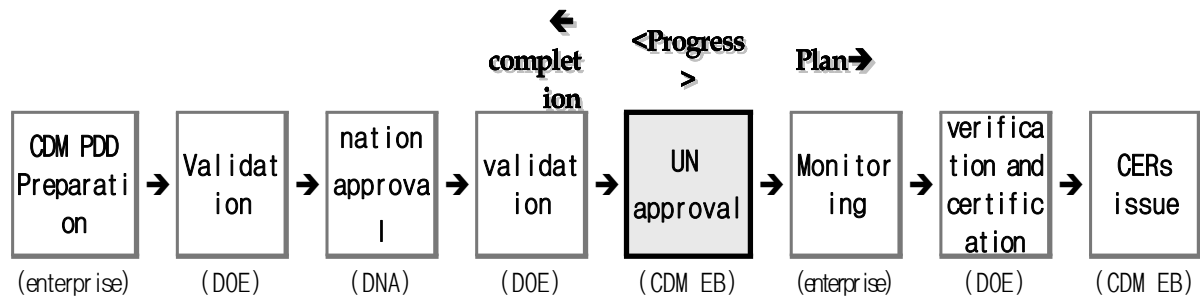 🡰
complet
ion
<Progress
>
Plan➔
CDM PDD
Preparati
on
➔
Validat
ion
➔
nation
approva
l
➔
validat
ion
➔
UN
approval
➔
Monitor
ing
➔
verifica
tion and
certific
ation
➔
CERs
issue
(enterprise)
(DOE)
(DNA)
(DOE)
(CDM EB)
(enterprise)
(DOE)
(CDM EB)